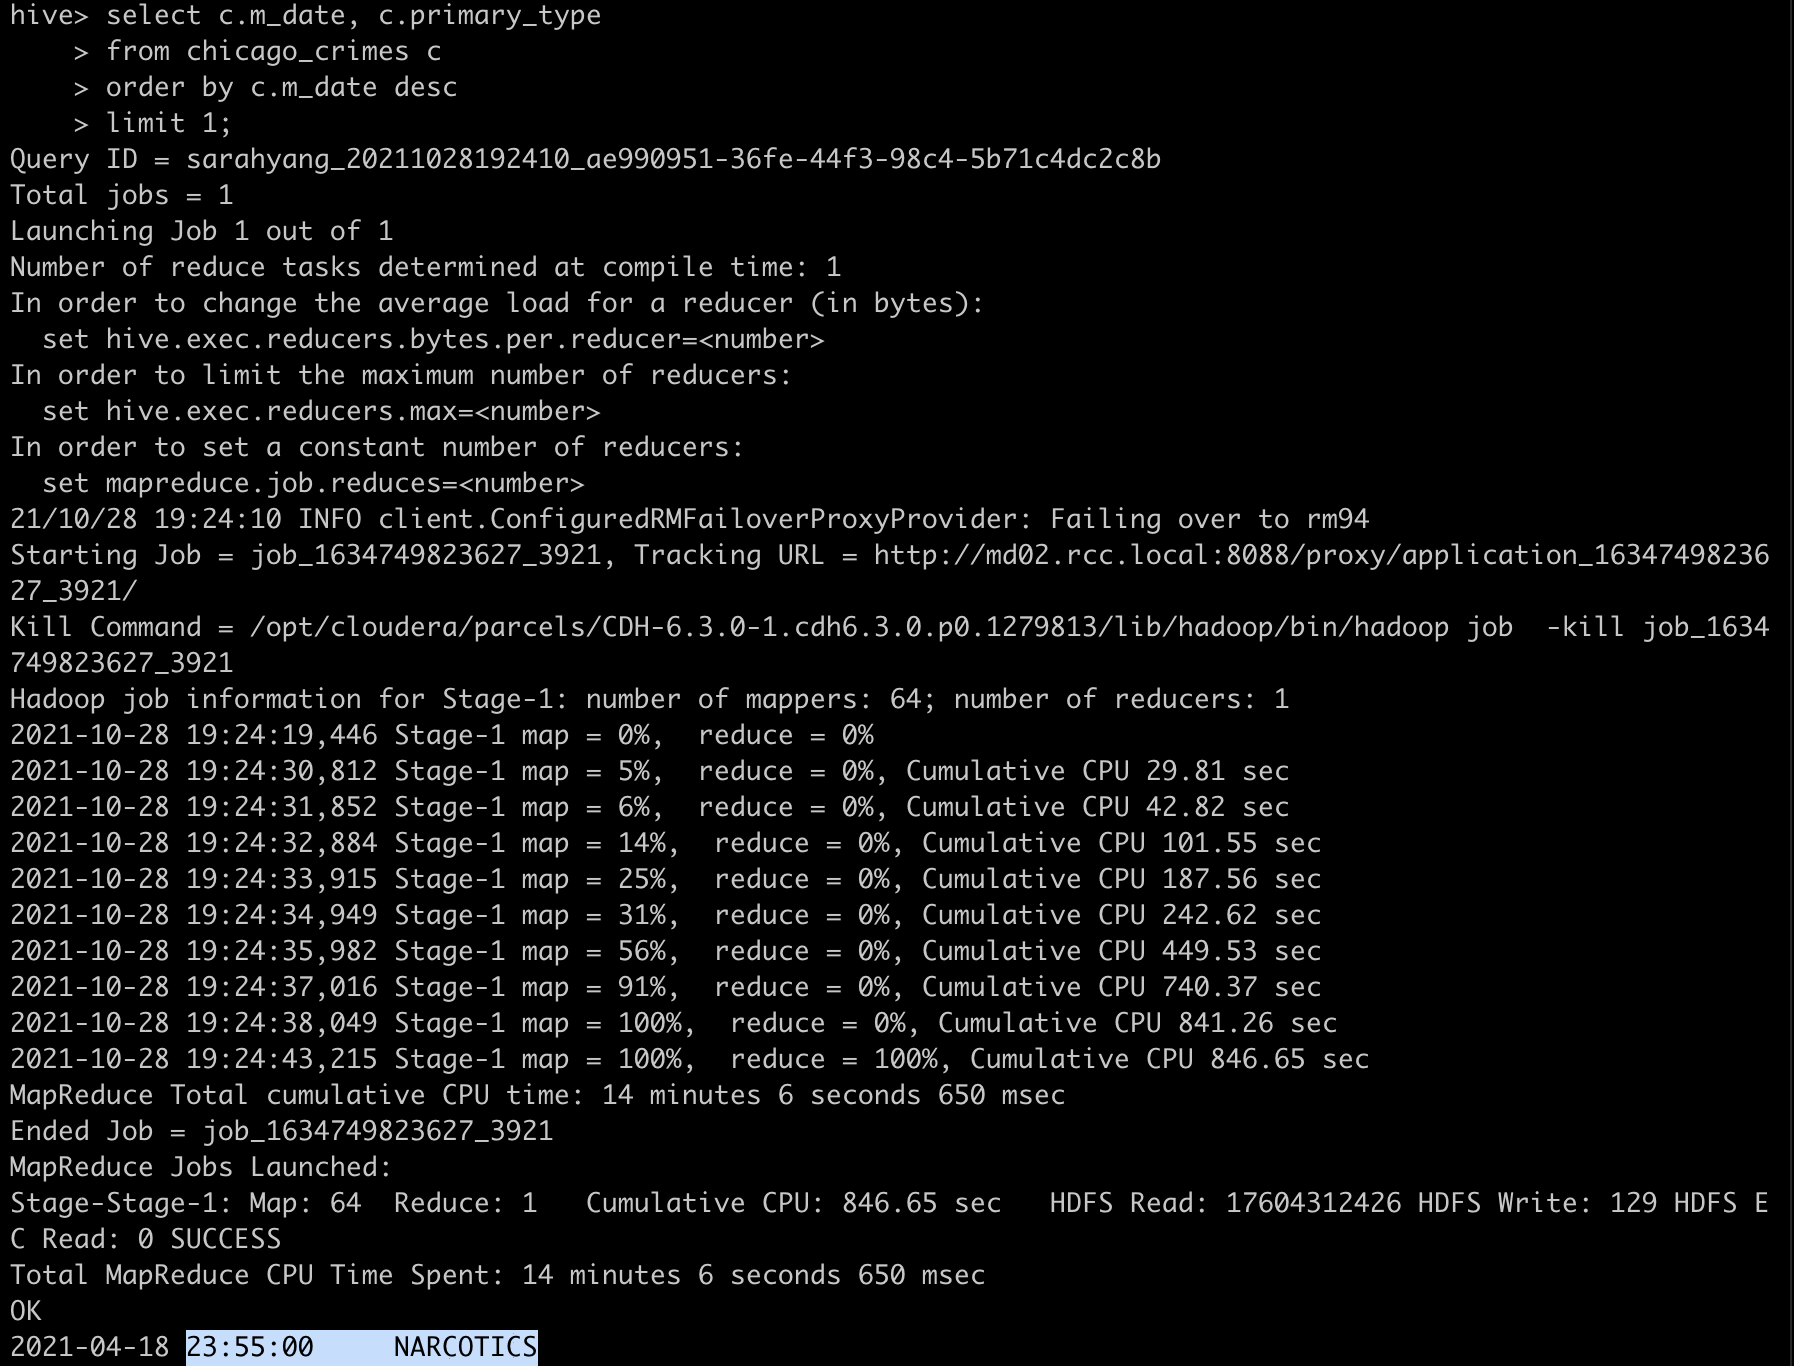 hive> select c.m_date, c.primary_type
    > from chicago_crimes c
    > order by c.m_date desc
    > limit 1;
Query ID = sarahyang_20211028192410_ae990951-36fe-44f3-98c4-5b71c4dc2c8b
Total jobs = 1
Launching Job 1 out of 1
Number of reduce tasks determined at compile time: 1
In order to change the average load for a reducer (in bytes):
  set hive.exec.reducers.bytes.per.reducer=<number>
In order to limit the maximum number of reducers:
  set hive.exec.reducers.max=<number>
In order to set a constant number of reducers:
  set mapreduce.job.reduces=<number>
21/10/28 19:24:10 INFO client.ConfiguredRMFailoverProxyProvider: Failing over to rm94
Starting Job = job_1634749823627_3921, Tracking URL = http://md02.rcc.local:8088/proxy/application_16347498236
27_3921/
Kill Command = /opt/cloudera/parcels/CDH-6.3.0-1.cdh6.3.0.p0.1279813/lib/hadoop/bin/hadoop job  -kill job_1634
749823627_3921
Hadoop job information for Stage-1: number of mappers: 64; number of reducers: 1
2021-10-28 19:24:19,446 Stage-1 map = 0%,  reduce = 0%
2021-10-28 19:24:30,812 Stage-1 map = 5%,  reduce = 0%, Cumulative CPU 29.81 sec
2021-10-28 19:24:31,852 Stage-1 map = 6%,  reduce = 0%, Cumulative CPU 42.82 sec
2021-10-28 19:24:32,884 Stage-1 map = 14%,  reduce = 0%, Cumulative CPU 101.55 sec
2021-10-28 19:24:33,915 Stage-1 map = 25%,  reduce = 0%, Cumulative CPU 187.56 sec
2021-10-28 19:24:34,949 Stage-1 map = 31%,  reduce = 0%, Cumulative CPU 242.62 sec
2021-10-28 19:24:35,982 Stage-1 map = 56%,  reduce = 0%, Cumulative CPU 449.53 sec
2021-10-28 19:24:37,016 Stage-1 map = 91%,  reduce = 0%, Cumulative CPU 740.37 sec
2021-10-28 19:24:38,049 Stage-1 map = 100%,  reduce = 0%, Cumulative CPU 841.26 sec
2021-10-28 19:24:43,215 Stage-1 map = 100%,  reduce = 100%, Cumulative CPU 846.65 sec
MapReduce Total cumulative CPU time: 14 minutes 6 seconds 650 msec
Ended Job = job_1634749823627_3921
MapReduce Jobs Launched:
Stage-Stage-1: Map: 64  Reduce: 1   Cumulative CPU: 846.65 sec   HDFS Read: 17604312426 HDFS Write: 129 HDFS E
C Read: 0 SUCCESS
Total MapReduce CPU Time Spent: 14 minutes 6 seconds 650 msec
OK
2021-04-18 23:55:00     NARCOTICS